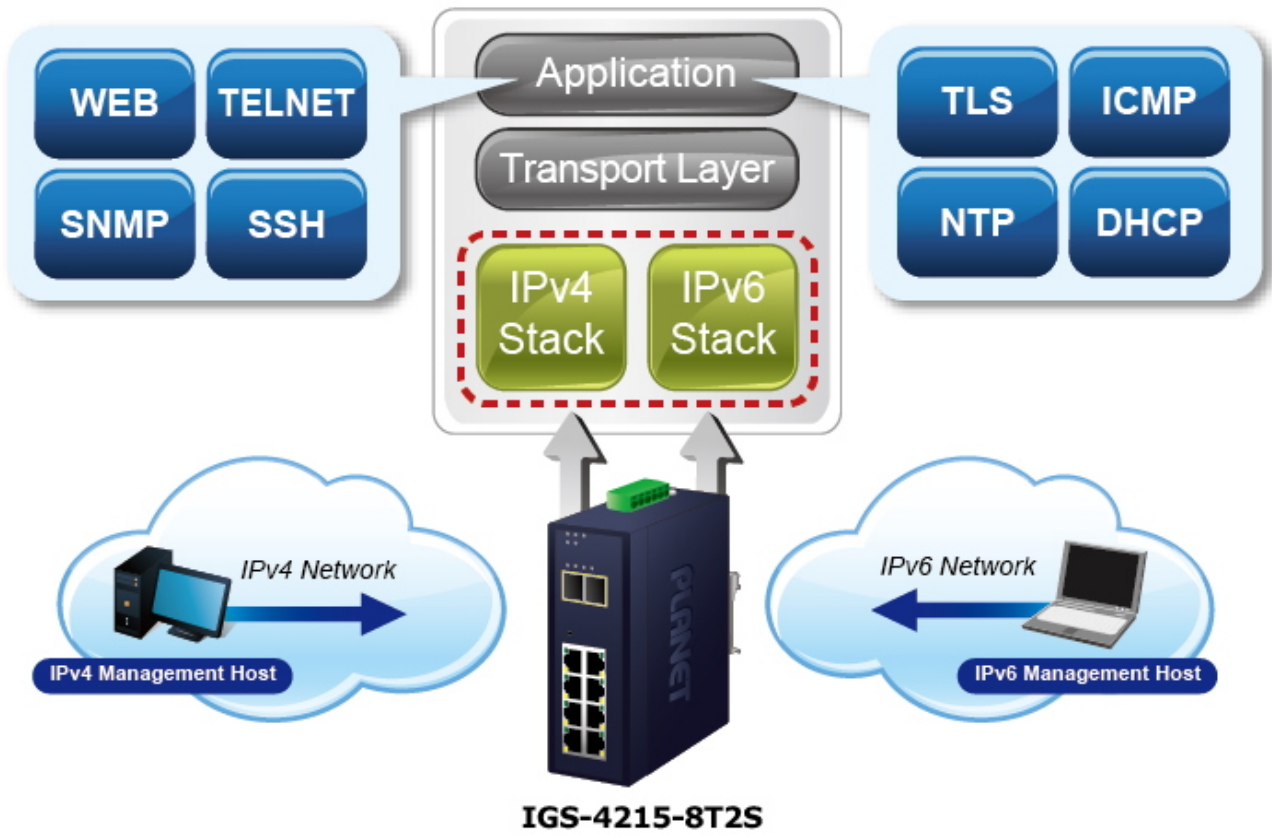 WEB
TELNET
SNMP
SSH
Application
Transport Layer
IPv4
Stack
IPv6
Stack
TLS
ICMP
NTP
DHCP
IPv4 Network
IPv4 Management Host
PLANET
IPv6 Network
IPv6 Management Host
IGS-4215-8T2S